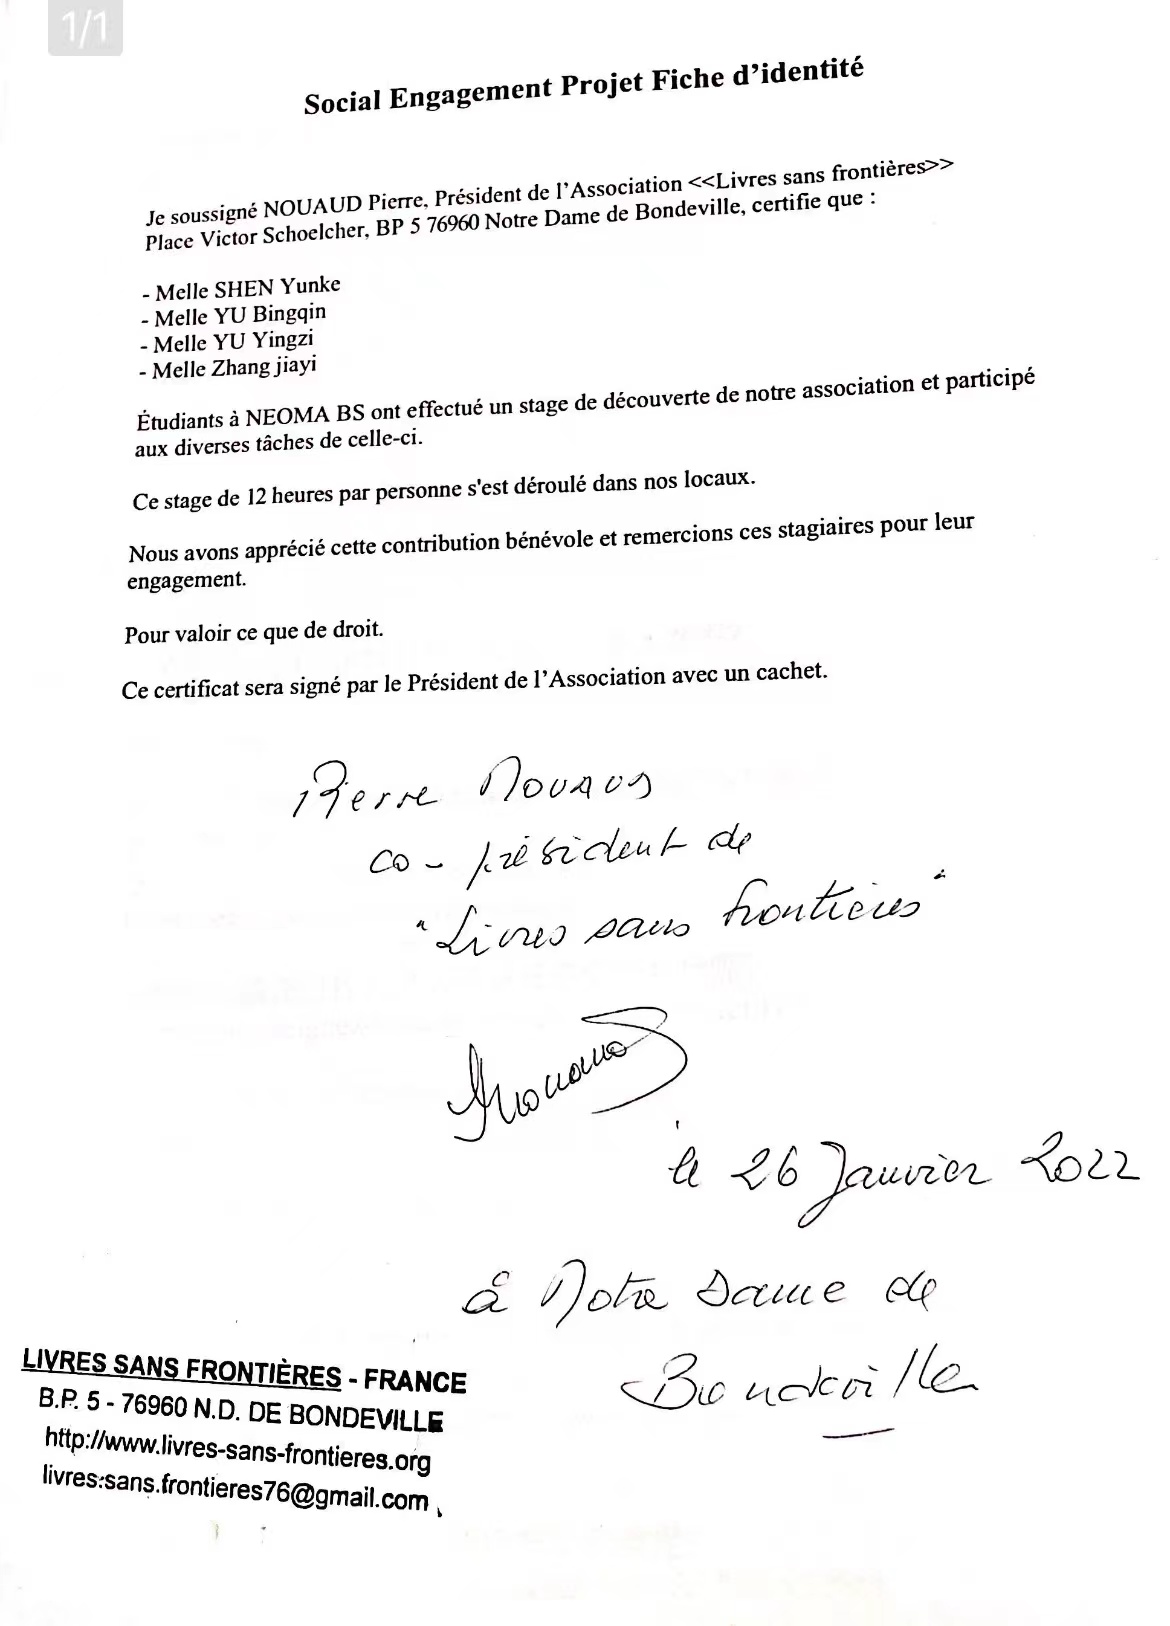 1/1
Social Engagement Projet Fiche d’identité
Je soussigné NOUAUD Pierre, Président de l’Association <<Livres sans frontières>>
Place Victor Schoelcher, BP 5 76960 Notre Dame de Bondeville, certifie que :
- Melle SHEN Yunke
- Melle YU Bingqin
- Melle YU Yingzi
- Melle Zhang jiayi
Étudiants à NEOMA BS ont effectué un stage de découverte de notre association et participé
aux diverses tâches de celle-ci.
Ce stage de 12 heures par personne s'est déroulé dans nos locaux.
Nous avons apprécié cette contribution bénévole et remercions ces stagiaires pour leur
engagement.
Pour valoir ce que de droit.
Ce certificat sera signé par le Président de l’Association avec un cachet.
Pierre Nouaud
co-président de
"Livres sans frontières"
le 26 Janvier 2022
à Notre Dame de
Bondeville
LIVRES SANS FRONTIÈRES - FRANCE
B.P. 5 - 76960 N.D. DE BONDEVILLE
http://www.livres-sans-frontieres.org
livres.sans.frontieres76@gmail.com